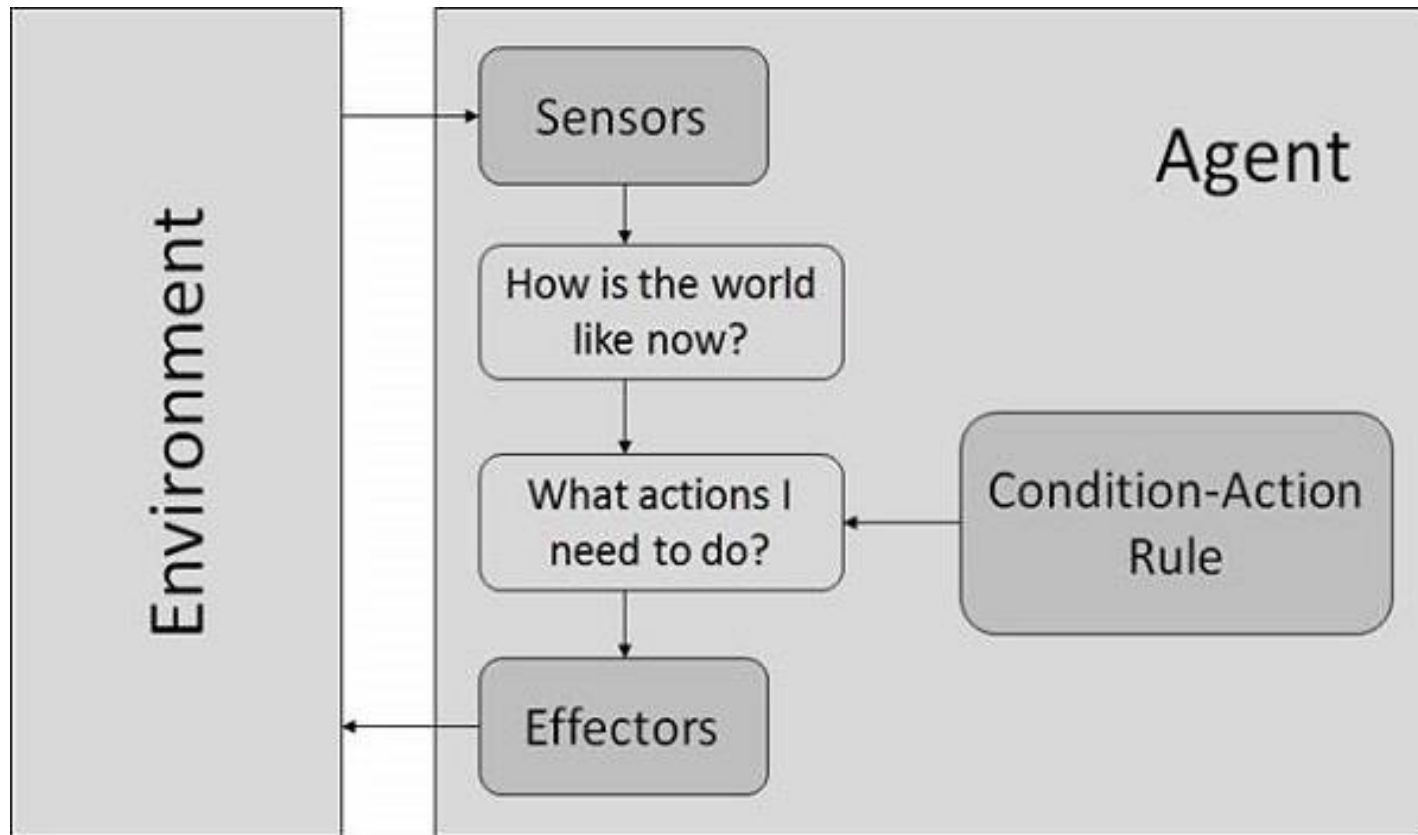 Environment
Sensors
Agent
How is the world
like now?
What actions I
need to do?
Condition-Action
Rule
Effectors